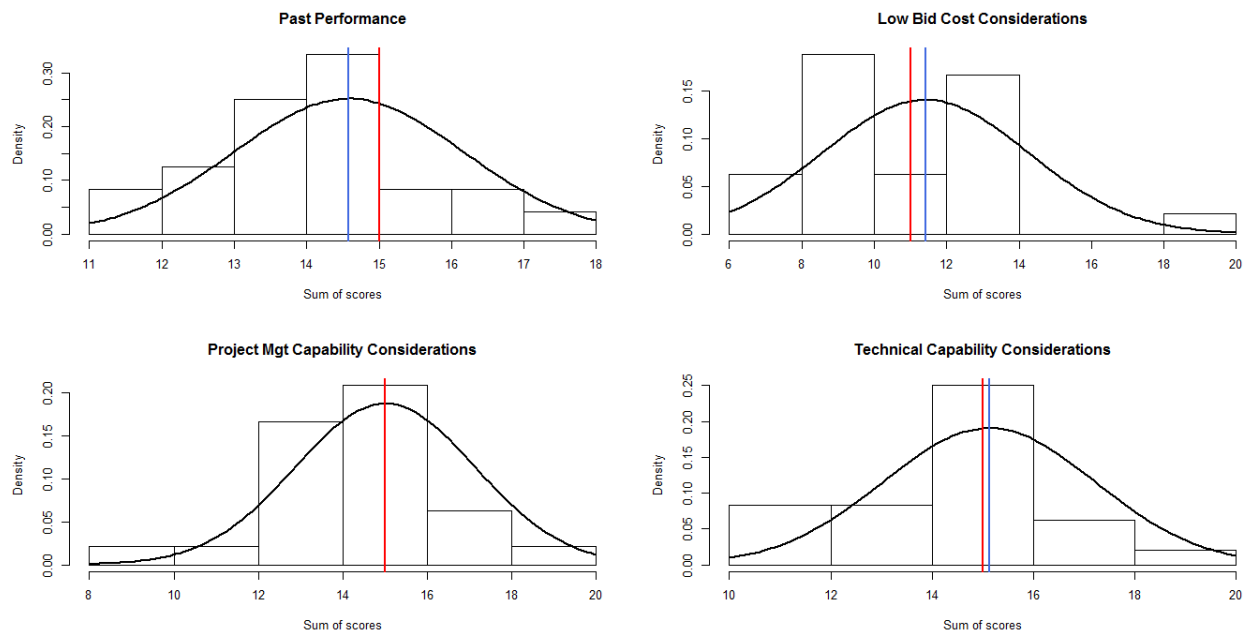 Past Performance
Density
0.00
0.10
0.20
0.30
11 12 13 14 15 16 17 18
Sum of scores
Low Bid Cost Considerations
Density
0.00
0.05
0.10
0.15
6 8 10 12 14 16 18 20
Sum of scores
Project Mgt Capability Considerations
Density
0.00
0.05
0.10
0.15
0.20
8 10 12 14 16 18 20
Sum of scores
Technical Capability Considerations
Density
0.00
0.05
0.10
0.15
0.20
0.25
10 12 14 16 18 20
Sum of scores